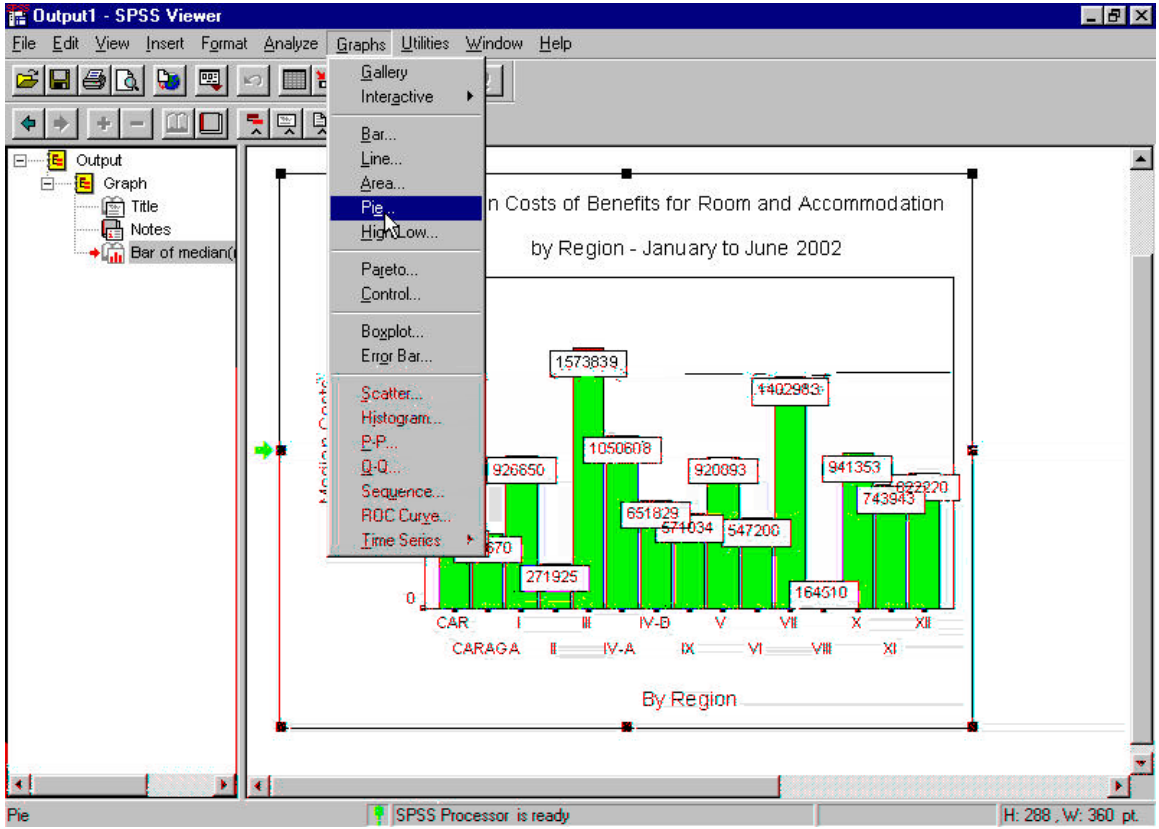 Output1 - SPSS Viewer
File Edit View Insert Format Analyze Graphs Utilities Window Help
Gallery
Interactive
Bar...
Line...
Area...
Pie...
High-Low...
Pareto...
Control...
Boxplot...
Error Bar...
Scatter...
Histogram...
P-P...
Q-Q...
Sequence...
ROC Curve...
Time Series
Output
Graph
Title
Notes
Bar of median(
n Costs of Benefits for Room and Accommodation
by Region - January to June 2002
1573839
1402983
1050608
926650
920893
941353
622220
743943
651829
571034
547206
670
271925
164510
0
CAR I III IV-B V VII X XII
CARAGA II IV-A IX VI VIII XI
By Region
Pie
SPSS Processor is ready
H: 288 , W: 360 pt.